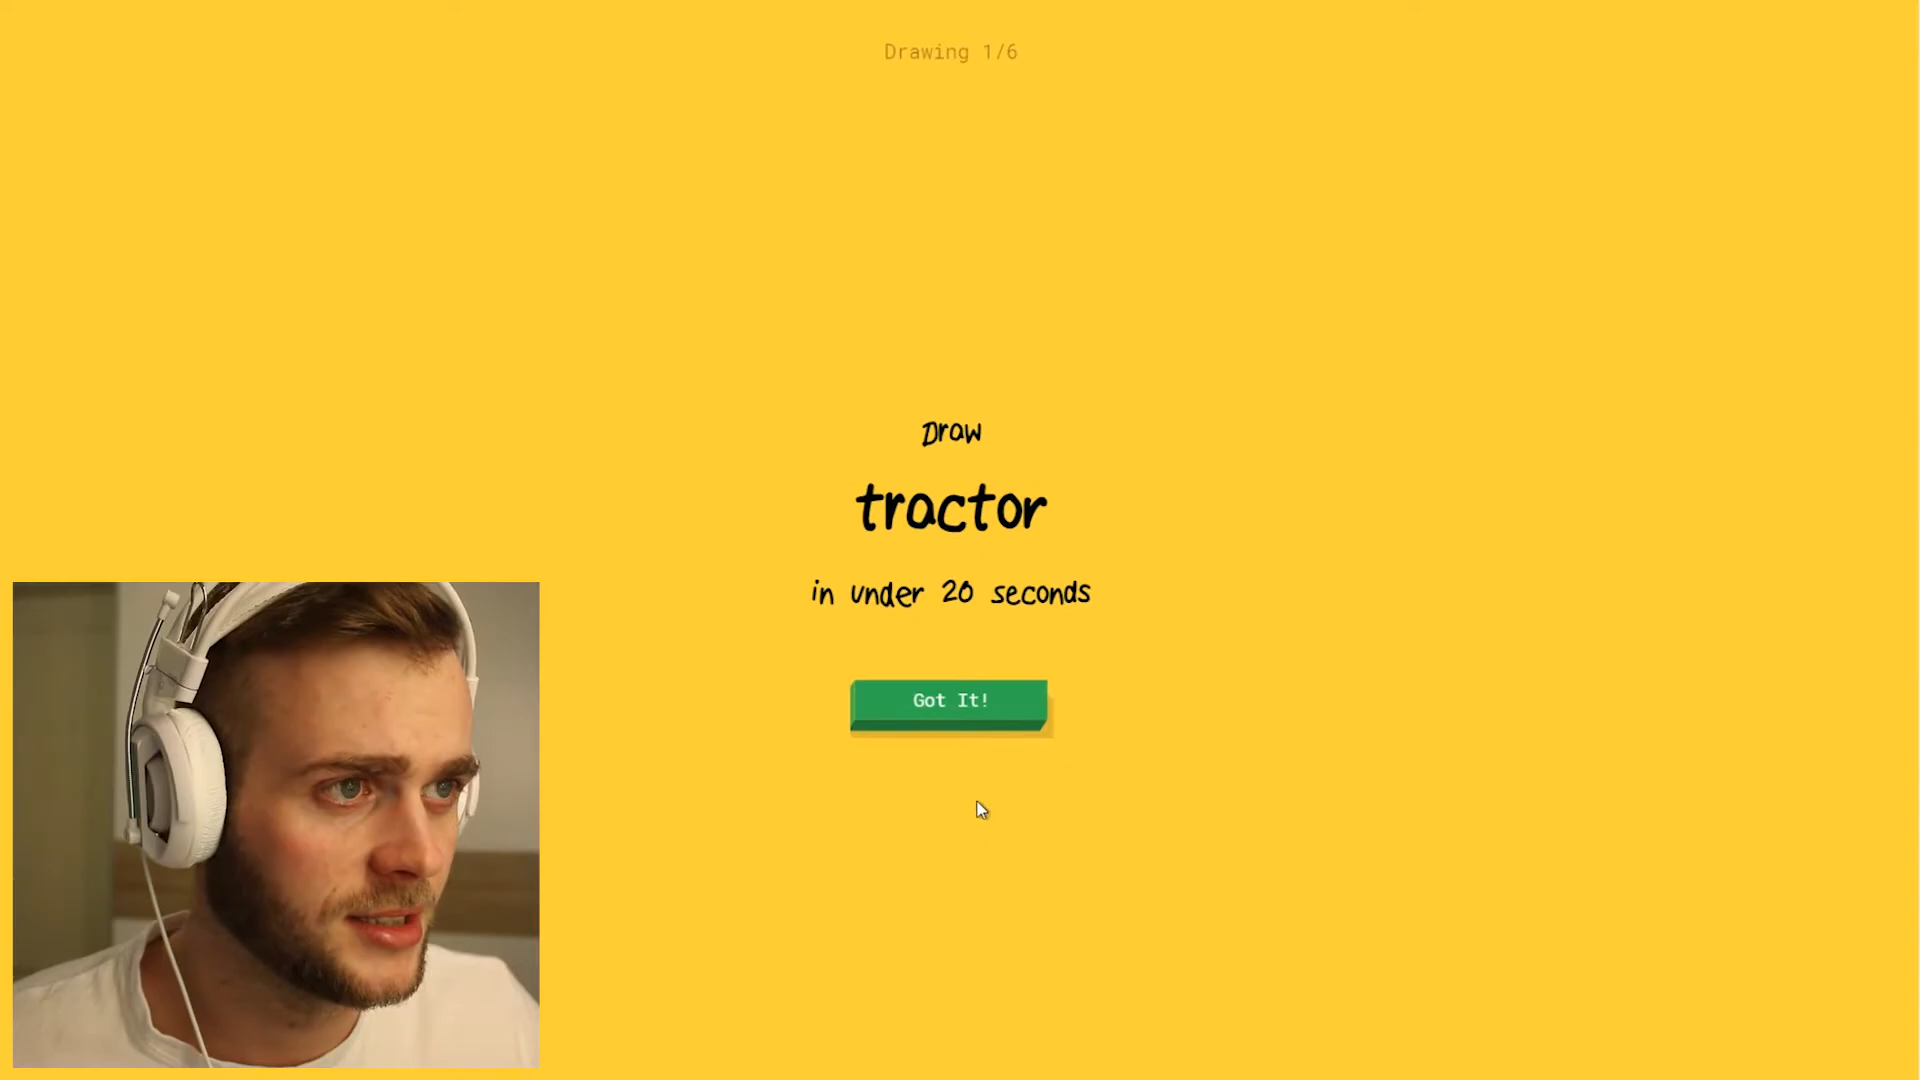 Drawing 1/6
Draw
tractor
in under 20 seconds
Got It!